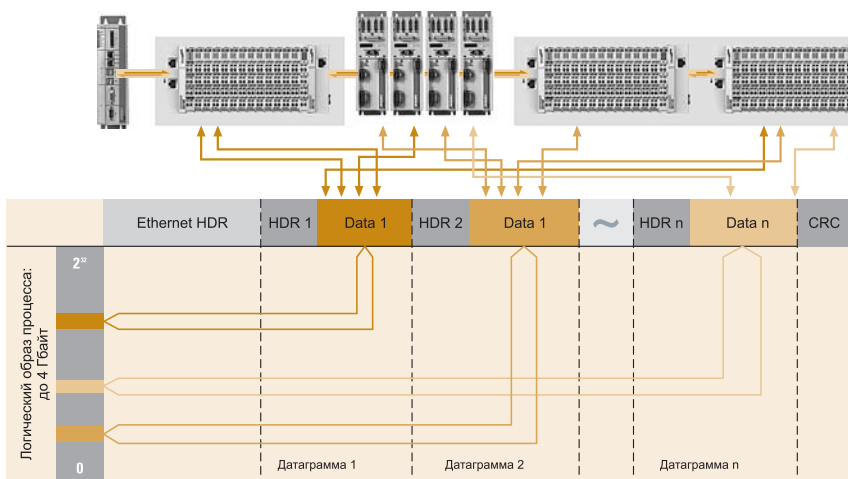 Ethernet HDR HDR 1 Data 1 HDR 2 Data 1 ~ HDR n Data n CRC
2³²
Логический образ процесса:
до 4 Гбайт
0
Датаграмма 1 Датаграмма 2 Датаграмма n